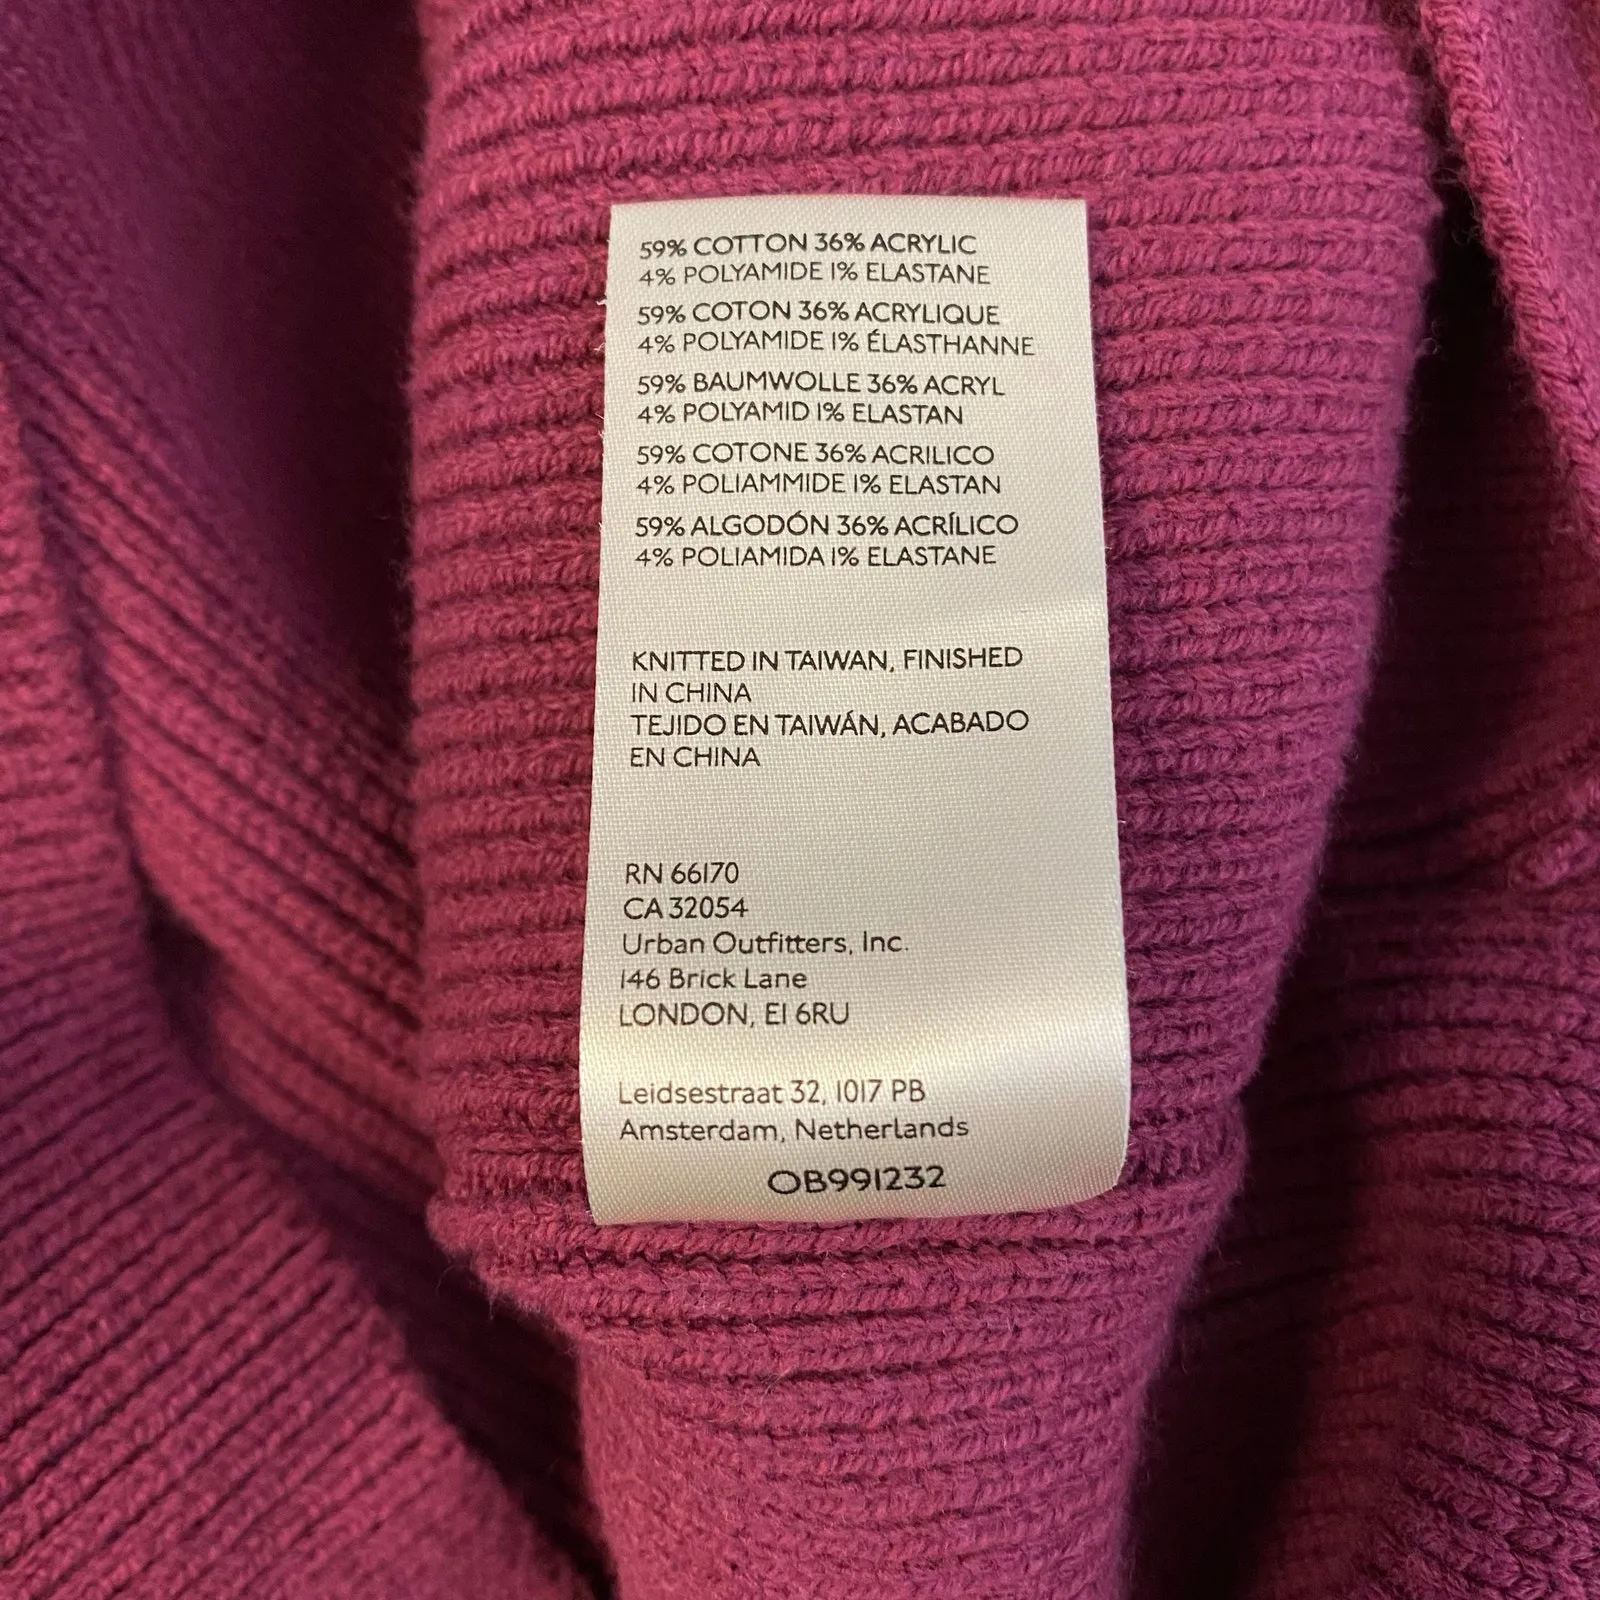 59% COTTON 36% ACRYLIC
4% POLYAMIDE 1% ELASTANE
59% COTON 36% ACRYLIQUE
4% POLYAMIDE 1% ÉLASTHANNE
59% BAUMWOLLE 36% ACRYL
4% POLYAMID 1% ELASTAN
59% COTONE 36% ACRILICO
4% POLIAMMIDE 1% ELASTAN
59% ALGODÓN 36% ACRÍLICO
4% POLIAMIDA 1% ELASTANE
KNITTED IN TAIWAN, FINISHED
IN CHINA
TEJIDO EN TAIWÁN, ACABADO
EN CHINA
RN 66170
CA 32054
Urban Outfitters, Inc.
146 Brick Lane
LONDON, E1 6RU
Leidsestraat 32, 1017 PB
Amsterdam, Netherlands
OB991232